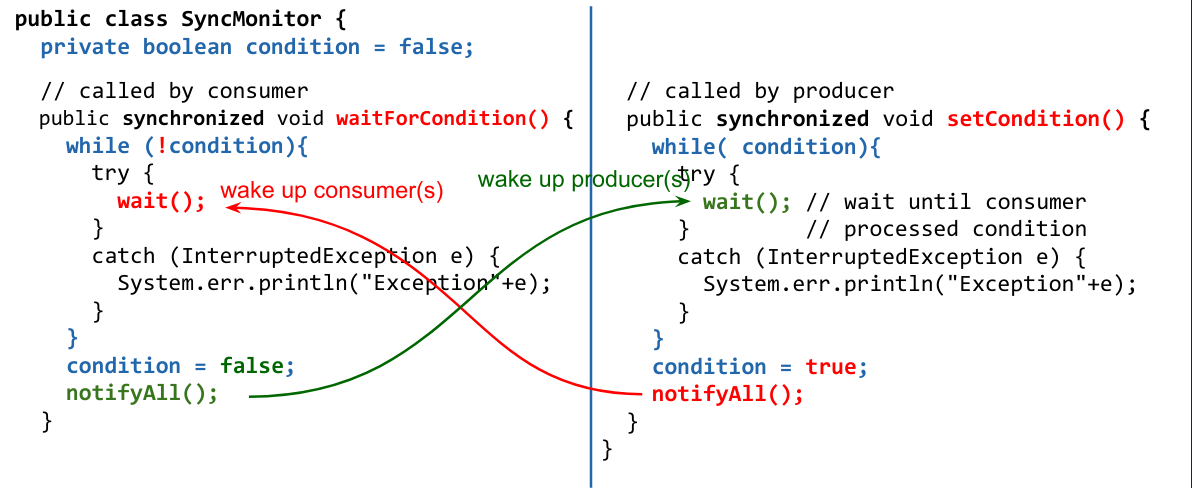 public class SyncMonitor {
private boolean condition = false;
// called by consumer
public synchronized void waitForCondition() {
while (!condition){
try {
wait();
wake up consumer(s)
}
catch (InterruptedException e) {
System.err.println("Exception"+e);
}
}
condition = false;
notifyAll();
}
// called by producer
public synchronized void setCondition() {
while( condition){
wake up producer(s)
try {
wait(); // wait until consumer
} // processed condition
catch (InterruptedException e) {
System.err.println("Exception"+e);
}
}
condition = true;
notifyAll();
}
}